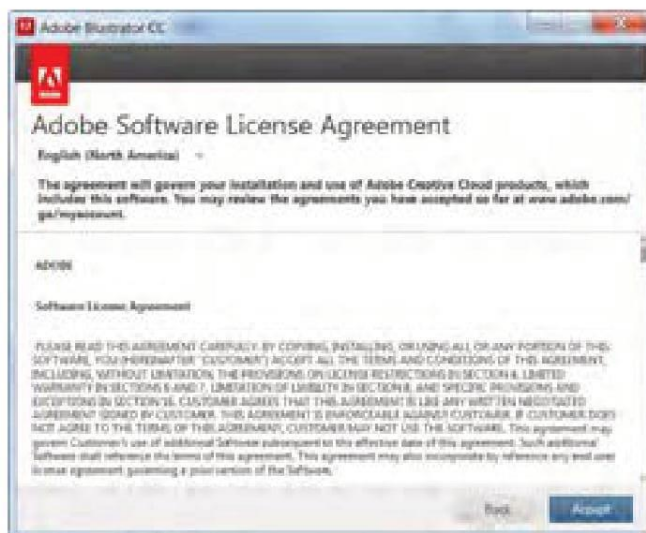 Adobe Illustrator CC
Adobe Software License Agreement
English (North America)
The agreement will govern your installation and use of Adobe Creative Cloud products, which
includes this software. You may review the agreements you have accepted so far at www.adobe.com/
go/myaccount.
ADOBE
Software License Agreement
PLEASE READ THIS AGREEMENT CAREFULLY. BY COPYING, INSTALLING, OR USING ALL OR ANY PORTION OF THIS
SOFTWARE, YOU (HEREINAFTER "CUSTOMER") ACCEPT ALL THE TERMS AND CONDITIONS OF THIS AGREEMENT,
INCLUDING, WITHOUT LIMITATION, THE PROVISIONS ON LICENSE RESTRICTIONS IN SECTION 4, LIMITED
WARRANTY IN SECTIONS 6 AND 7, LIMITATION OF LIABILITY IN SECTION 8, AND SPECIFIC PROVISIONS AND
EXCEPTIONS IN SECTION 16. CUSTOMER AGREES THAT THIS AGREEMENT IS LIKE ANY WRITTEN NEGOTIATED
AGREEMENT SIGNED BY CUSTOMER. THIS AGREEMENT IS ENFORCEABLE AGAINST CUSTOMER. IF CUSTOMER DOES
NOT AGREE TO THE TERMS OF THIS AGREEMENT, CUSTOMER MAY NOT USE THE SOFTWARE. This agreement may
govern Customer's use of additional Software subsequent to the effective date of this agreement. Such additional
Software shall reference the terms of this agreement. This agreement may also incorporate by reference any end user
license agreement governing a prior version of the Software.
Back Accept